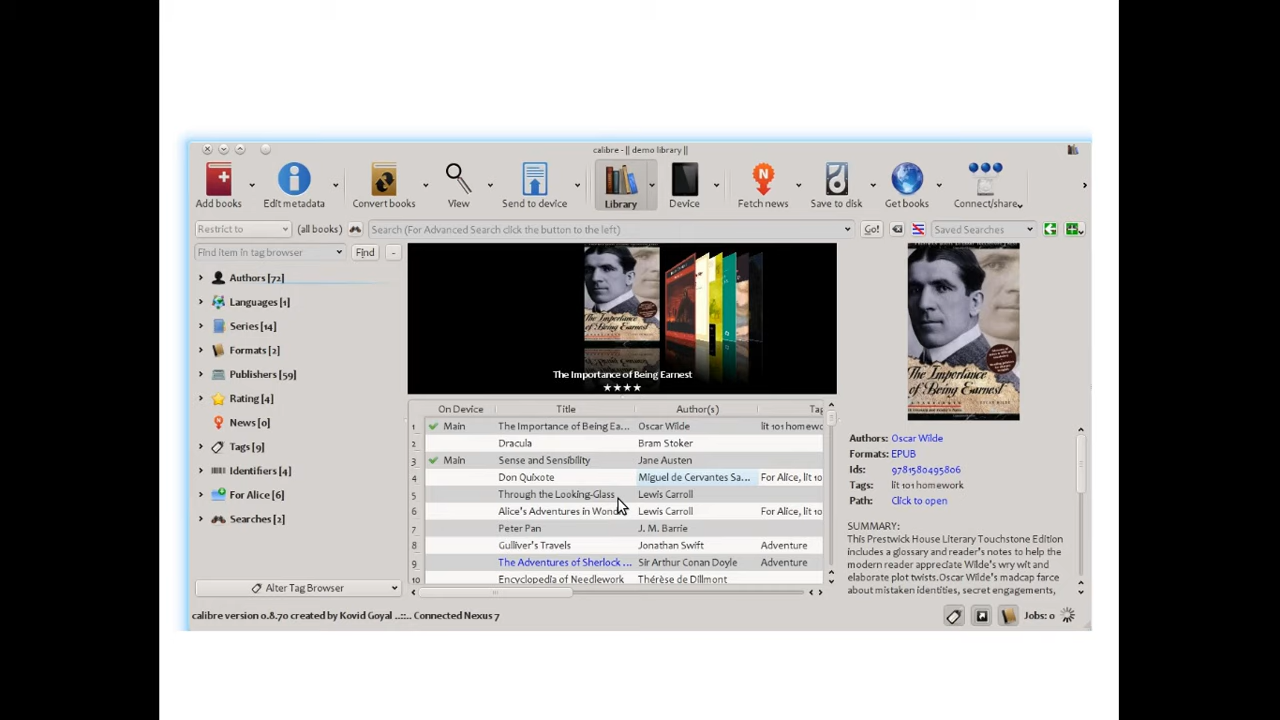 calibre - || demo library ||
Add books
Edit metadata
Convert books
View
Send to device
Library
Device
N
Fetch news
Save to disk
Get books
Connect/share
Restrict to
(all books)
Search (For Advanced Search click the button to the left)
Go!
Saved Searches
Find item in tag browser
Find
-
Authors [72]
Languages [1]
Series [14]
Formats [2]
Publishers [59]
Rating [4]
News [0]
Tags [9]
Identifiers [4]
For Alice [6]
Searches [2]
Alter Tag Browser
The Importance
of Being Earnest
The Importance of Being Earnest
★★★★
On Device Title Author(s) Tag
1 Main The Importance of Being Ea... Oscar Wilde lit 101 homewo
2 Dracula Bram Stoker
3 Main Sense and Sensibility Jane Austen
4 Don Quixote Miguel de Cervantes Sa... For Alice, lit 10
5 Through the Looking-Glass Lewis Carroll
6 Alice's Adventures in Wond Lewis Carroll For Alice, lit 10
7 Peter Pan J. M. Barrie
8 Gulliver's Travels Jonathan Swift Adventure
9 The Adventures of Sherlock ... Sir Arthur Conan Doyle Adventure
10 Encyclopedia of Needlework Thérèse de Dillmont
The Importance
of Being Earnest
Authors: Oscar Wilde
Formats: EPUB
Ids: 9781580495806
Tags: lit 101 homework
Path: Click to open
SUMMARY:
This Prestwick House Literary Touchstone Edition
includes a glossary and reader's notes to help the
modern reader appreciate Wilde's wry wit and
elaborate plot twists.Oscar Wilde's madcap farce
about mistaken identities, secret engagements,
calibre version 0.8.70 created by Kovid Goyal ..::.. Connected Nexus 7
Jobs: 0